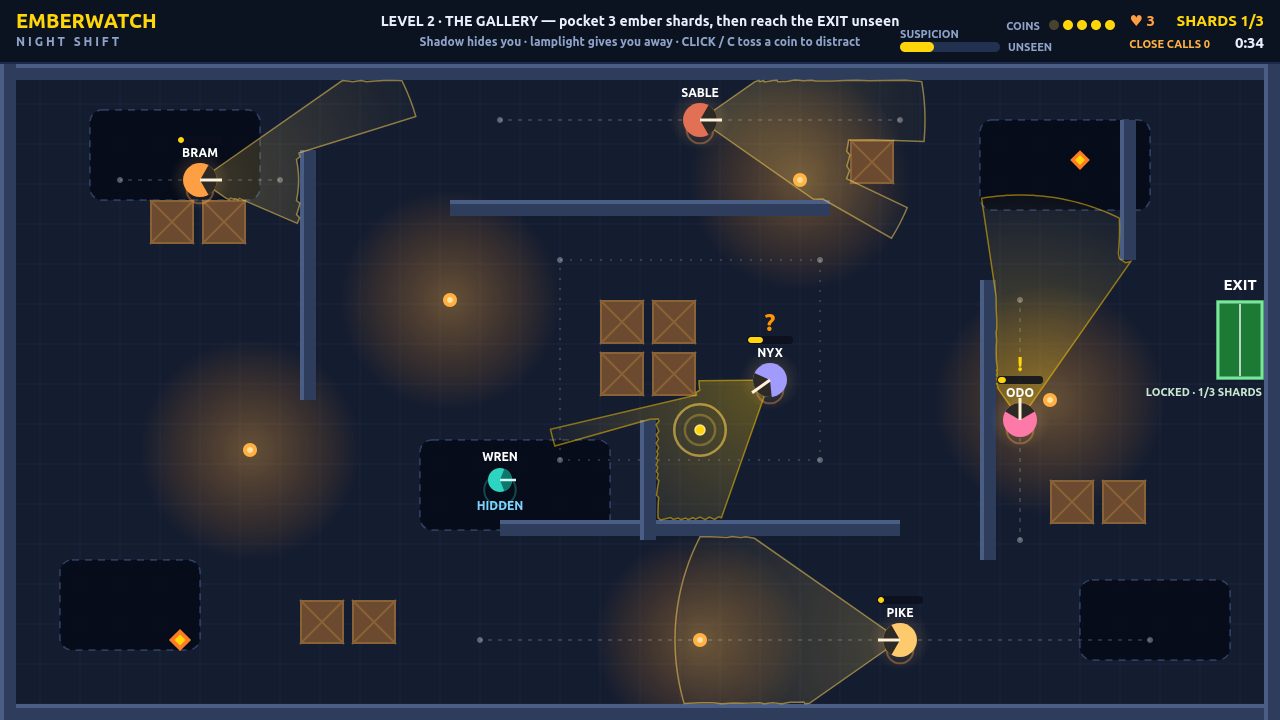 EMBERWATCH
NIGHT SHIFT
LEVEL 2 · THE GALLERY — pocket 3 ember shards, then reach the EXIT unseen
Shadow hides you · lamplight gives you away · CLICK / C toss a coin to distract
SUSPICION
UNSEEN
COINS
♥ 3
SHARDS 1/3
CLOSE CALLS 0
0:34
SABLE
BRAM
EXIT
?
NYX
!
ODO
LOCKED · 1/3 SHARDS
WREN
HIDDEN
PIKE